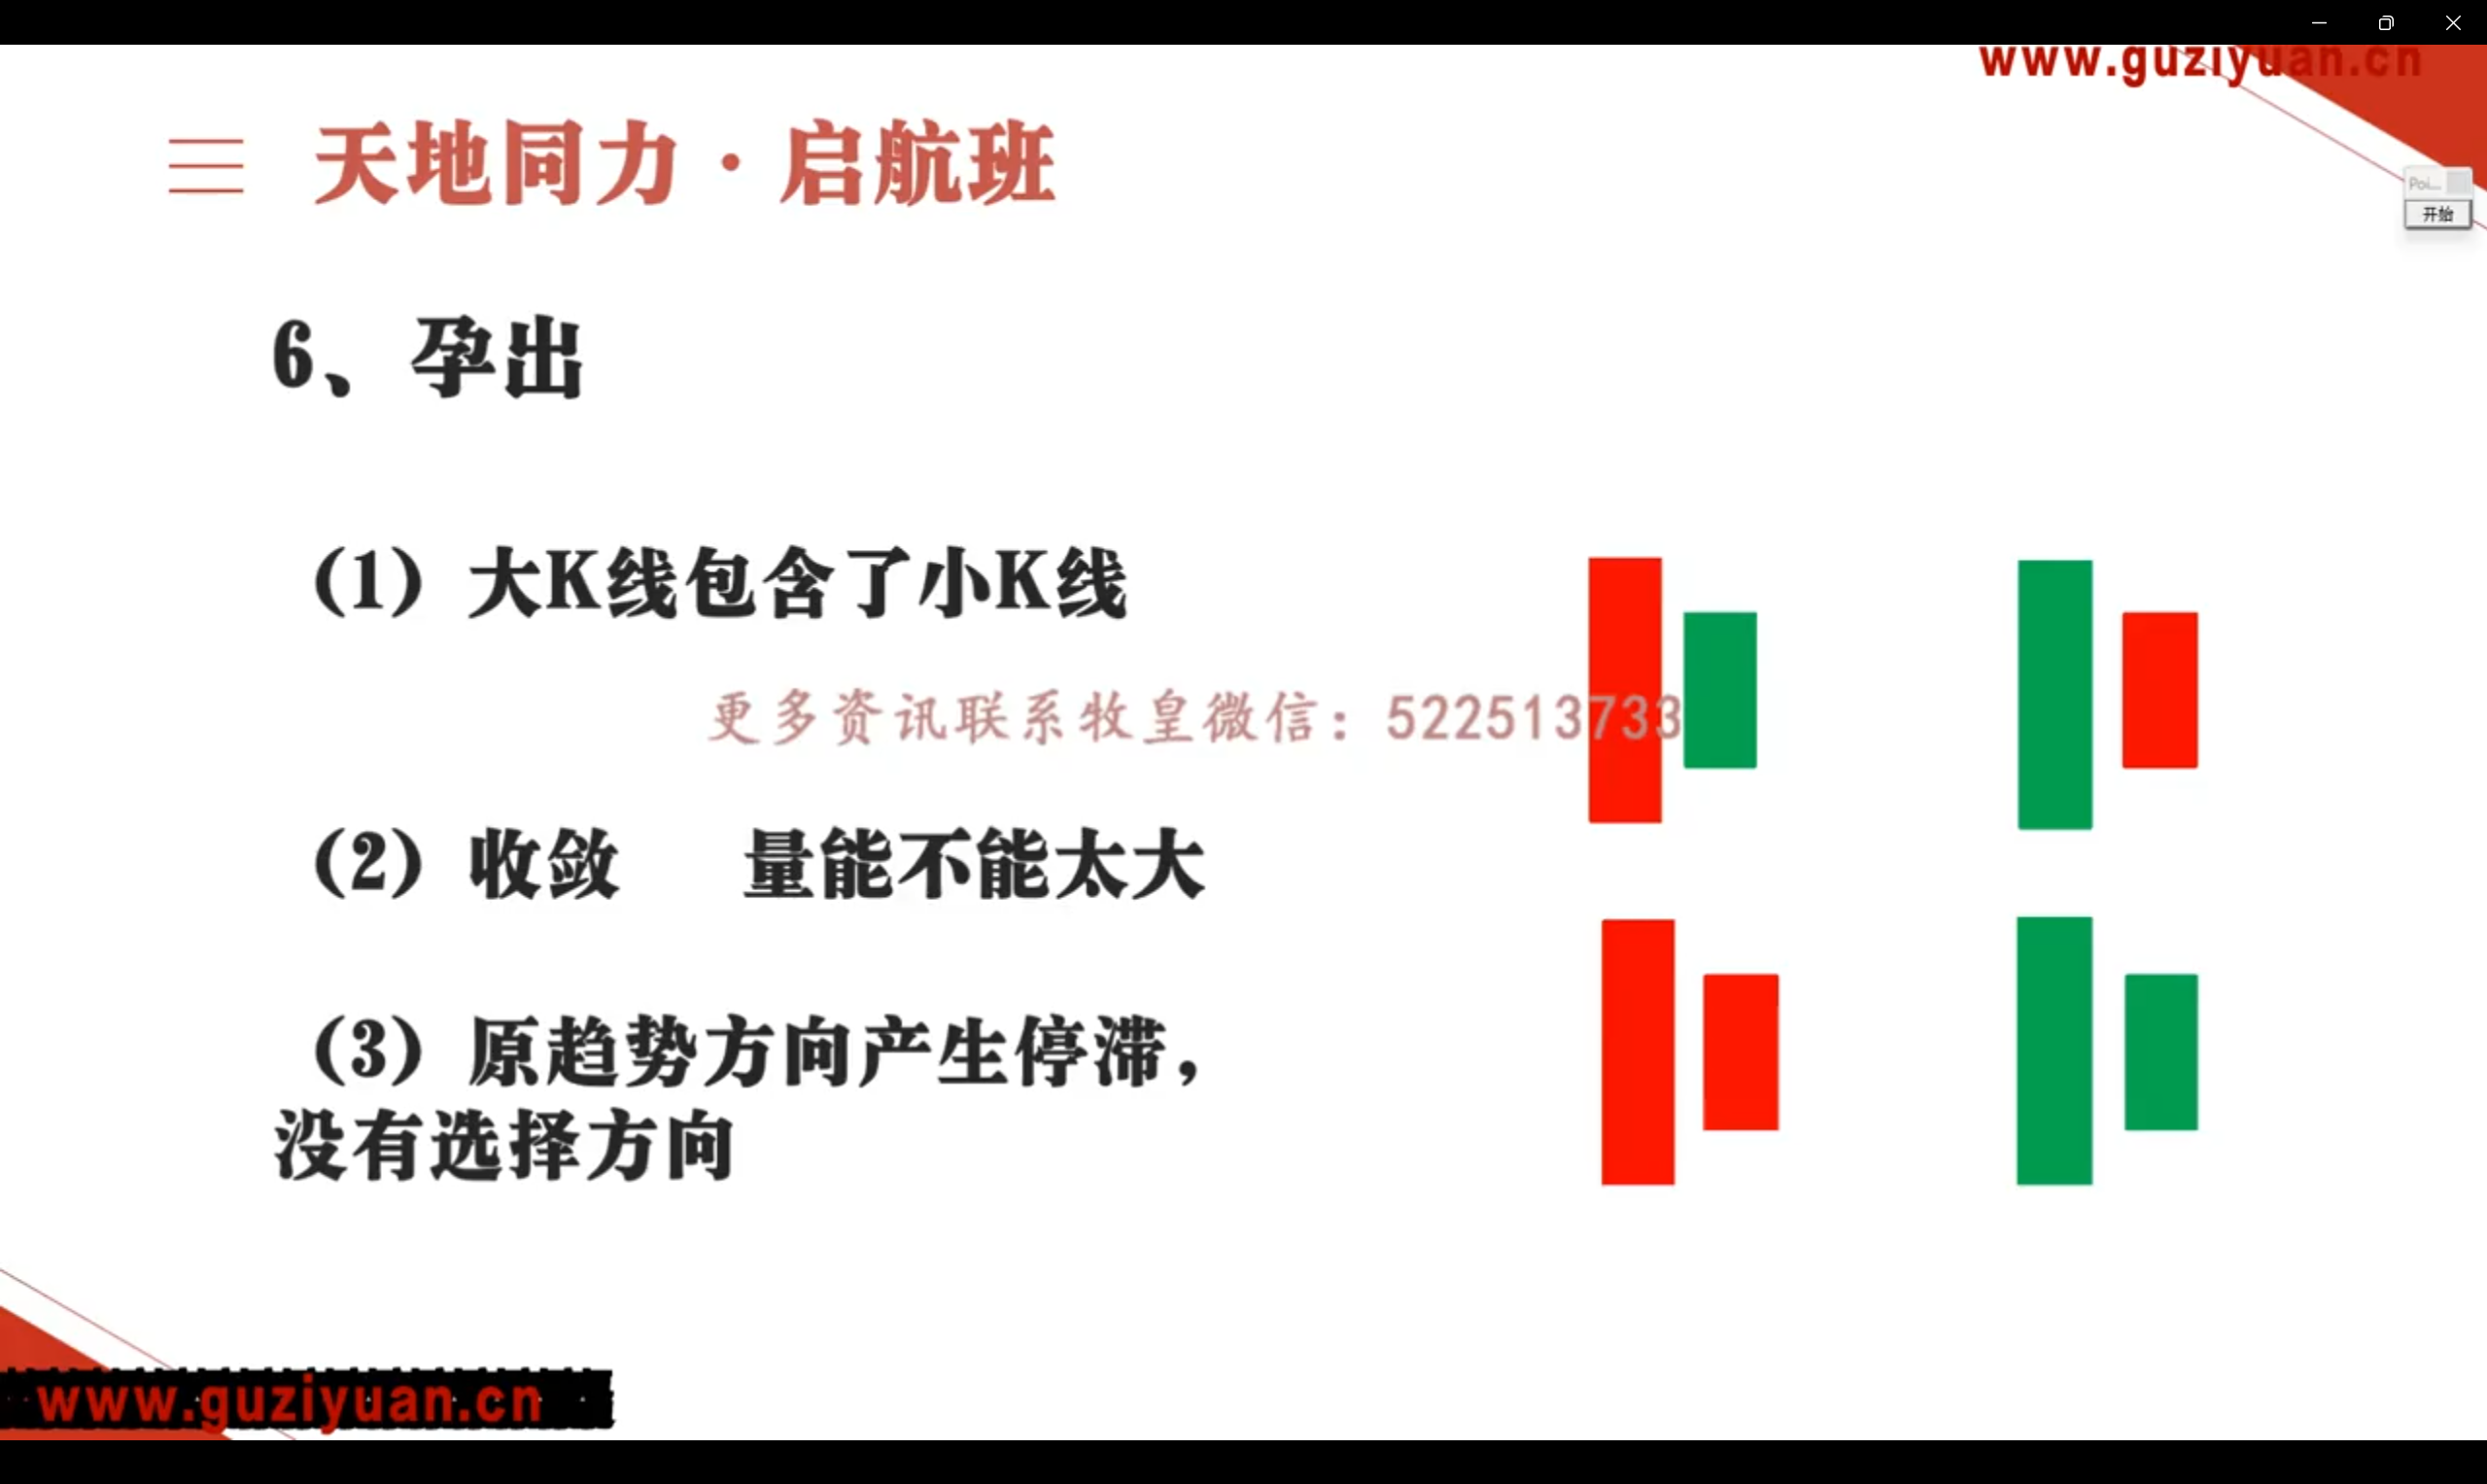 www.guziyuan.cn
天地同力·启航班
Poi...
开始
6、孕出
（1）大K线包含了小K线
更多资讯联系牧皇微信：522513733
（2）收敛 量能不能太大
（3）原趋势方向产生停滞，
没有选择方向
www.guziyuan.cn